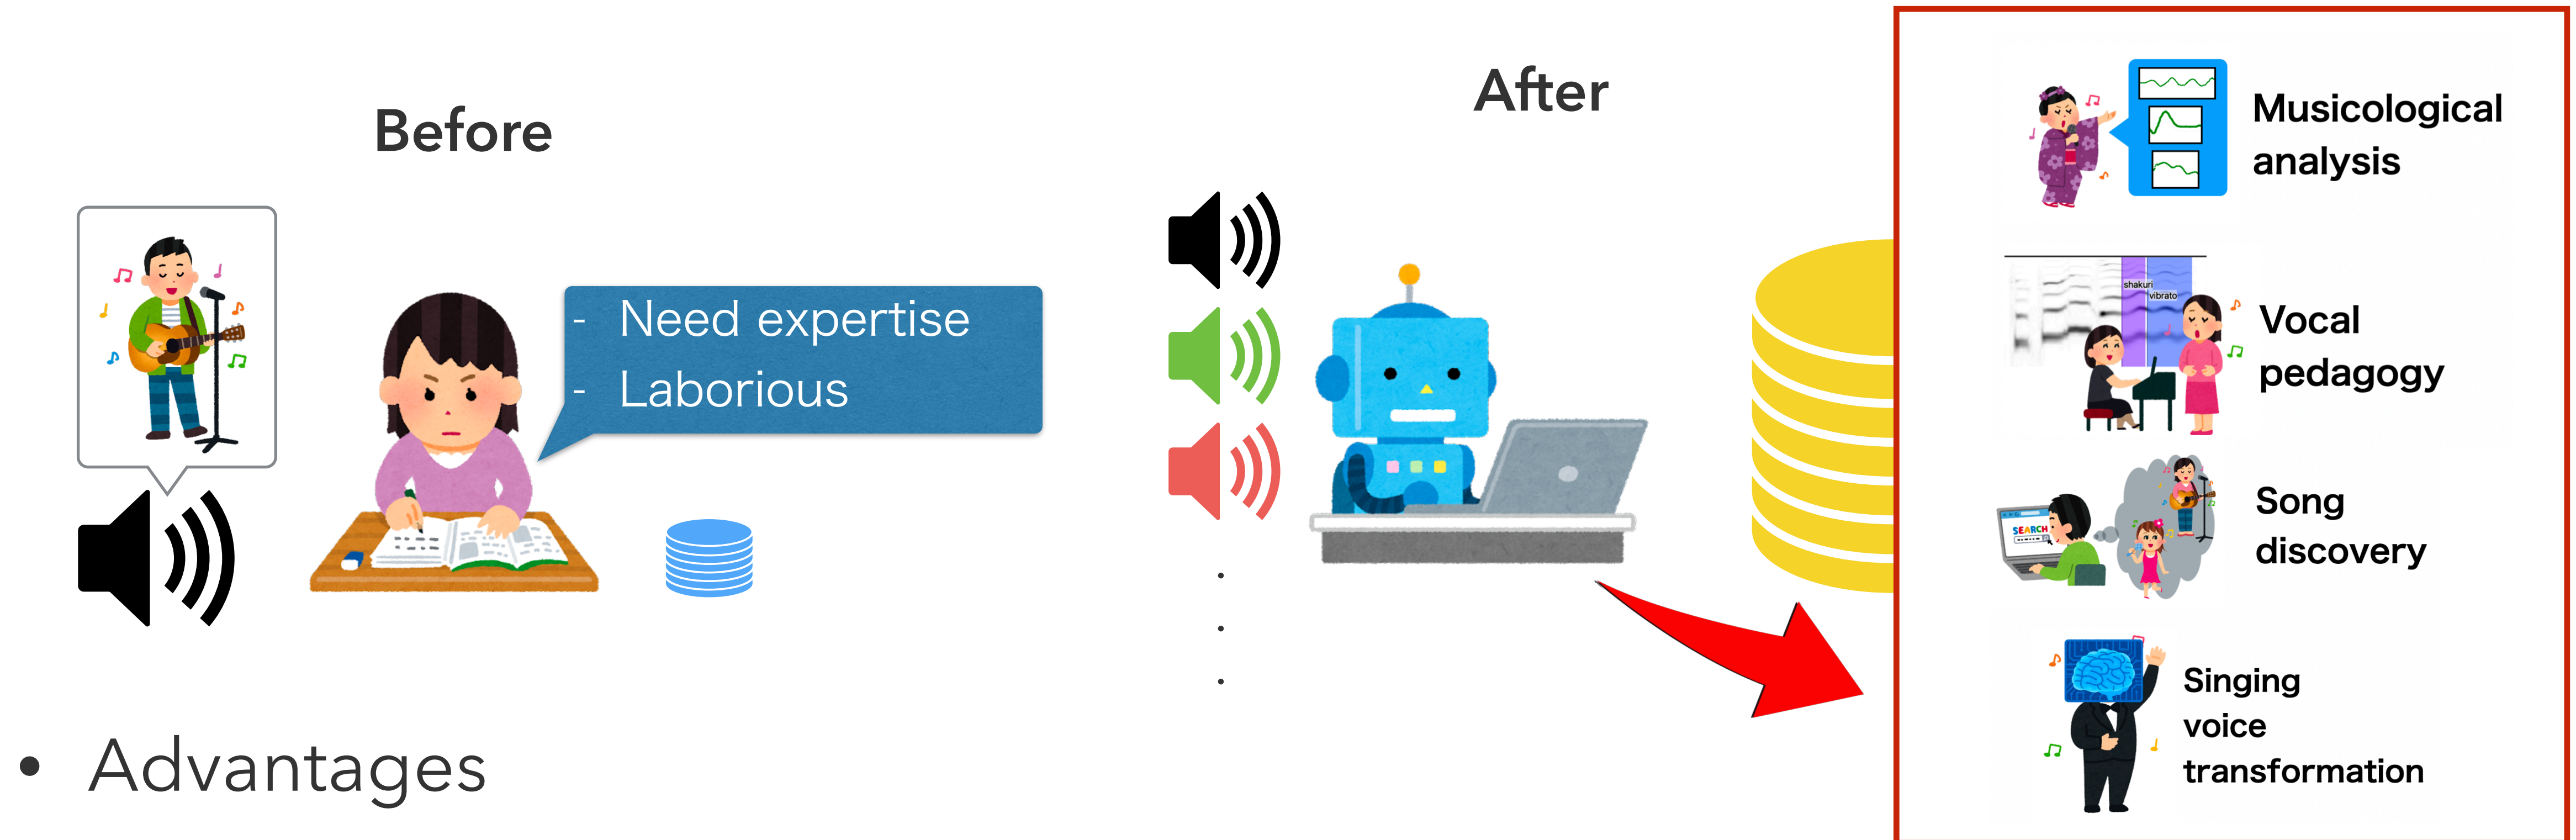 Before
- Need expertise
- Laborious
• Advantages
After
Musicological
analysis
shakuri
vibrato
Vocal
pedagogy
SEARCH
Song
discovery
Singing
voice
transformation